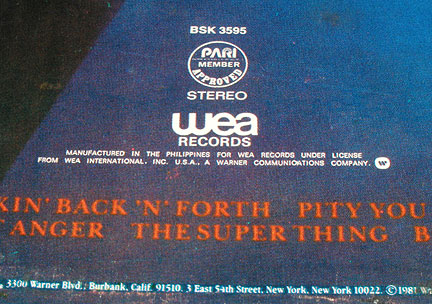 BSK 3595
PARI
MEMBER
APPROVED
STEREO
wea
RECORDS
MANUFACTURED IN THE PHILIPPINES FOR WEA RECORDS UNDER LICENSE
FROM WEA INTERNATIONAL, INC. U.S.A., A WARNER COMMUNICATIONS COMPANY. W
KIN' BACK 'N' FORTH PITY YOU
ANGER THE SUPER THING B
3300 Warner Blvd., Burbank, Calif. 91510. 3 East 54th Street, New York, New York 10022. © 1981 W